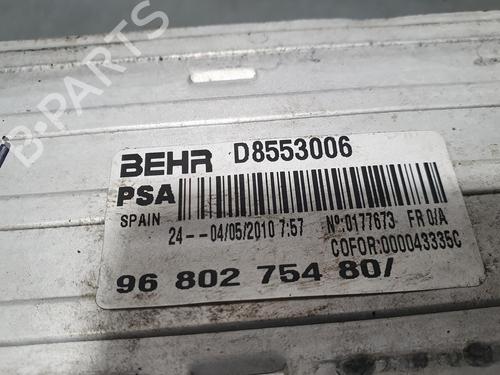 B-PARTS
BEHR D8553006
PSA
SPAIN
24--04/05/2010 7:57 Nº:0177673 FR 0/A
COFOR:000043335C
96 802 754 80/